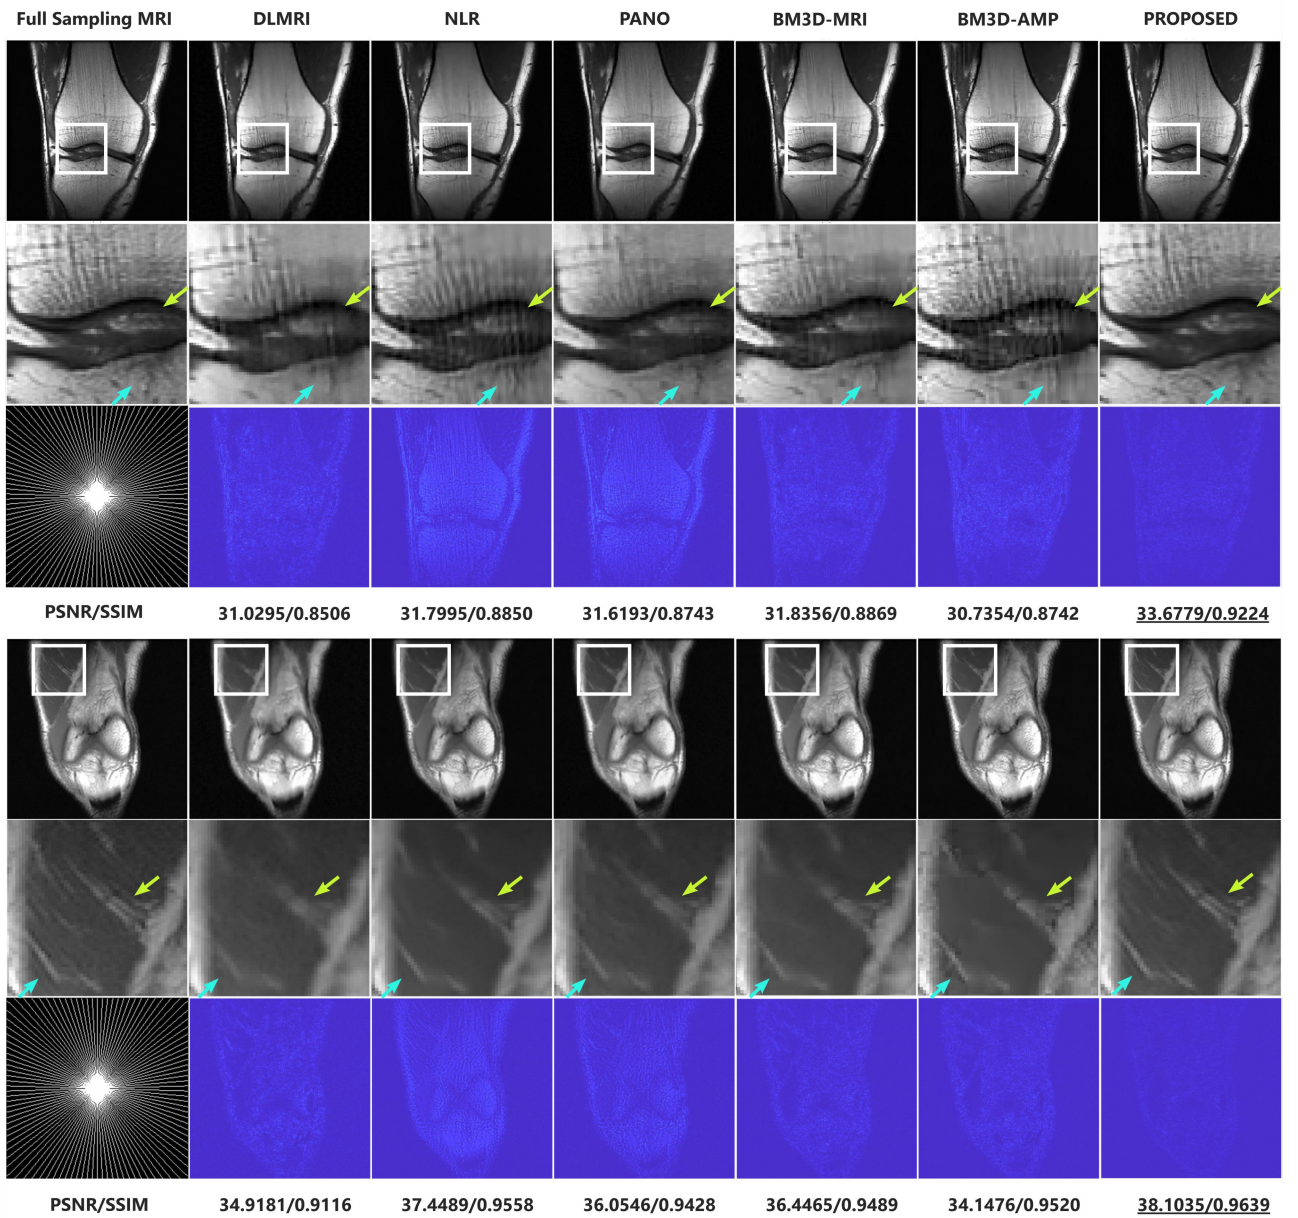 Full Sampling MRI DLMRI NLR PANO BM3D-MRI BM3D-AMP PROPOSED
PSNR/SSIM 31.0295/0.8506 31.7995/0.8850 31.6193/0.8743 31.8356/0.8869 30.7354/0.8742 33.6779/0.9224
PSNR/SSIM 34.9181/0.9116 37.4489/0.9558 36.0546/0.9428 36.4465/0.9489 34.1476/0.9520 38.1035/0.9639